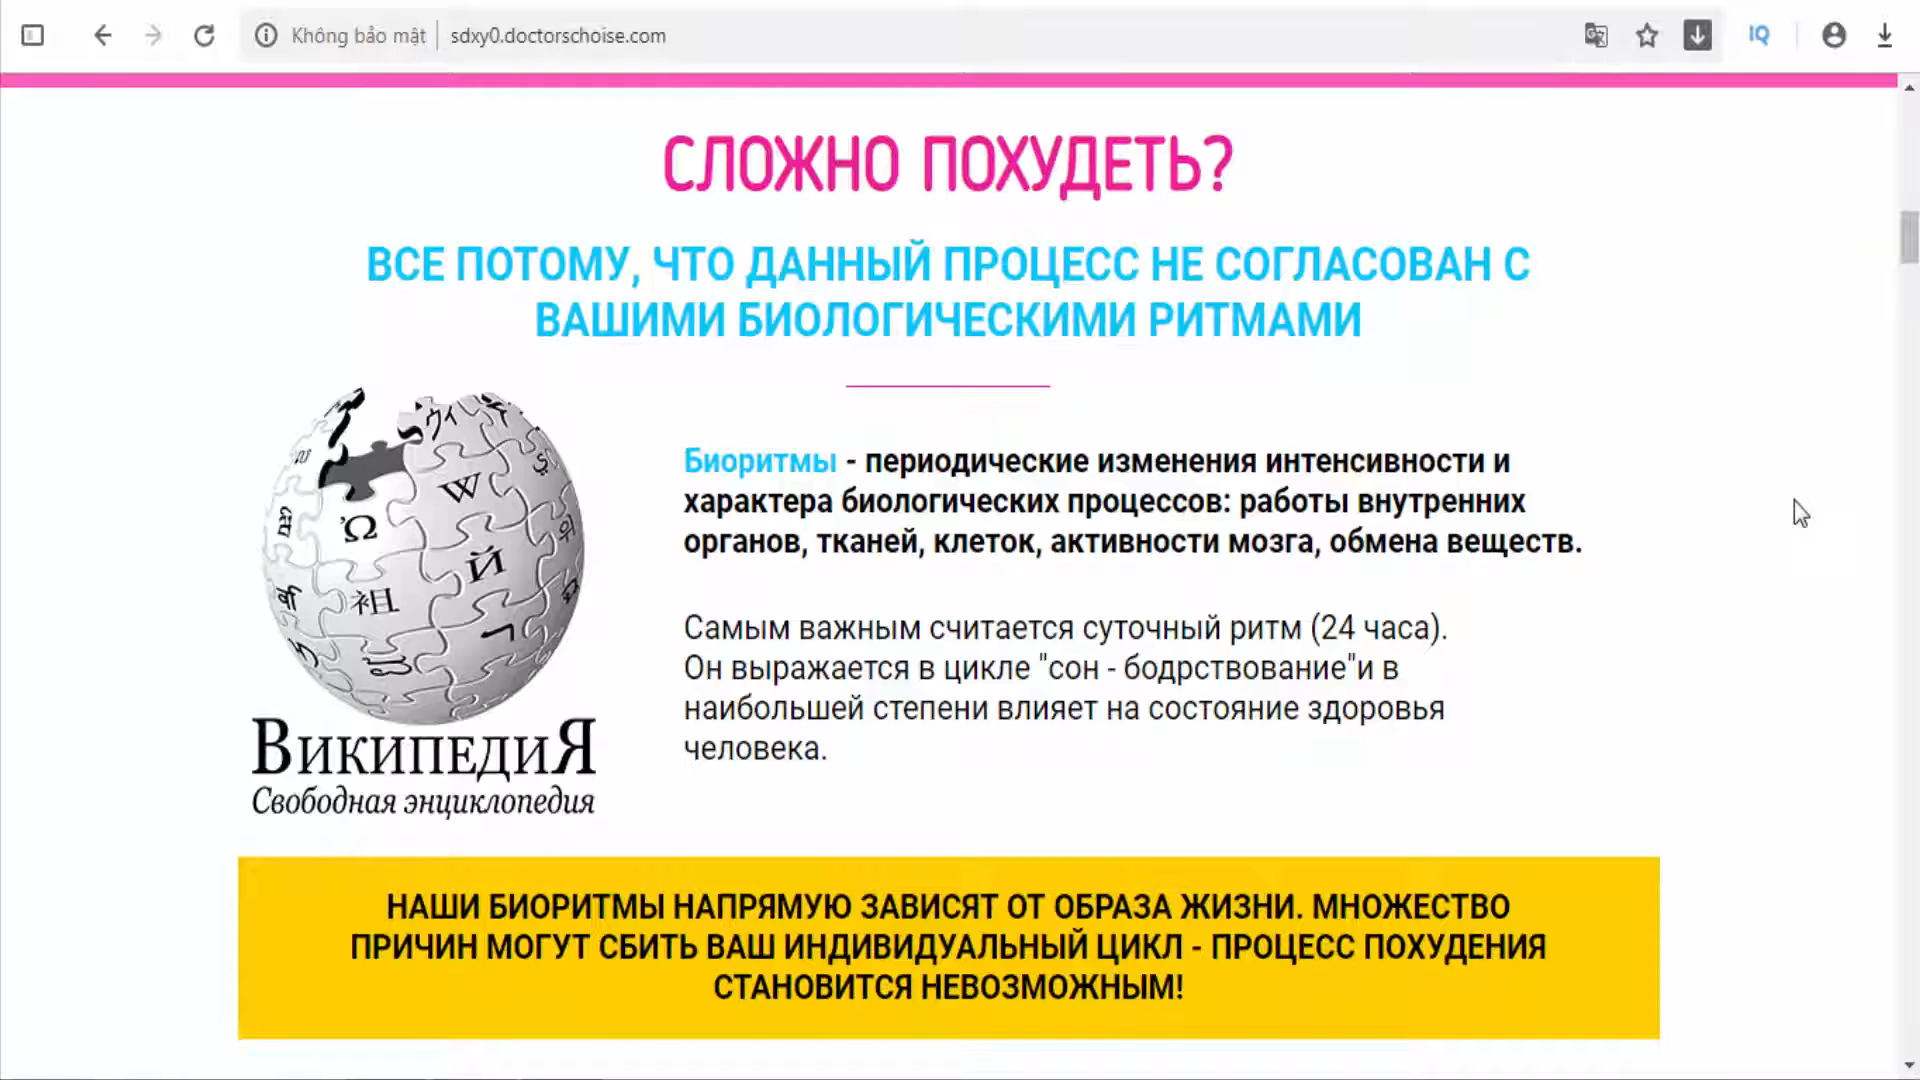 Không bảo mật
sdxy0.doctorschoise.com
IQ
СЛОЖНО ПОХУДЕТЬ?
ВСЕ ПОТОМУ, ЧТО ДАННЫЙ ПРОЦЕСС НЕ СОГЛАСОВАН С
ВАШИМИ БИОЛОГИЧЕСКИМИ РИТМАМИ
Биоритмы - периодические изменения интенсивности и
характера биологических процессов: работы внутренних
органов, тканей, клеток, активности мозга, обмена веществ.
Самым важным считается суточный ритм (24 часа).
Он выражается в цикле "сон - бодрствование"и в
наибольшей степени влияет на состояние здоровья
человека.
W
Ω
Й
祖
ВикипедиЯ
Свободная энциклопедия
НАШИ БИОРИТМЫ НАПРЯМУЮ ЗАВИСЯТ ОТ ОБРАЗА ЖИЗНИ. МНОЖЕСТВО
ПРИЧИН МОГУТ СБИТЬ ВАШ ИНДИВИДУАЛЬНЫЙ ЦИКЛ - ПРОЦЕСС ПОХУДЕНИЯ
СТАНОВИТСЯ НЕВОЗМОЖНЫМ!